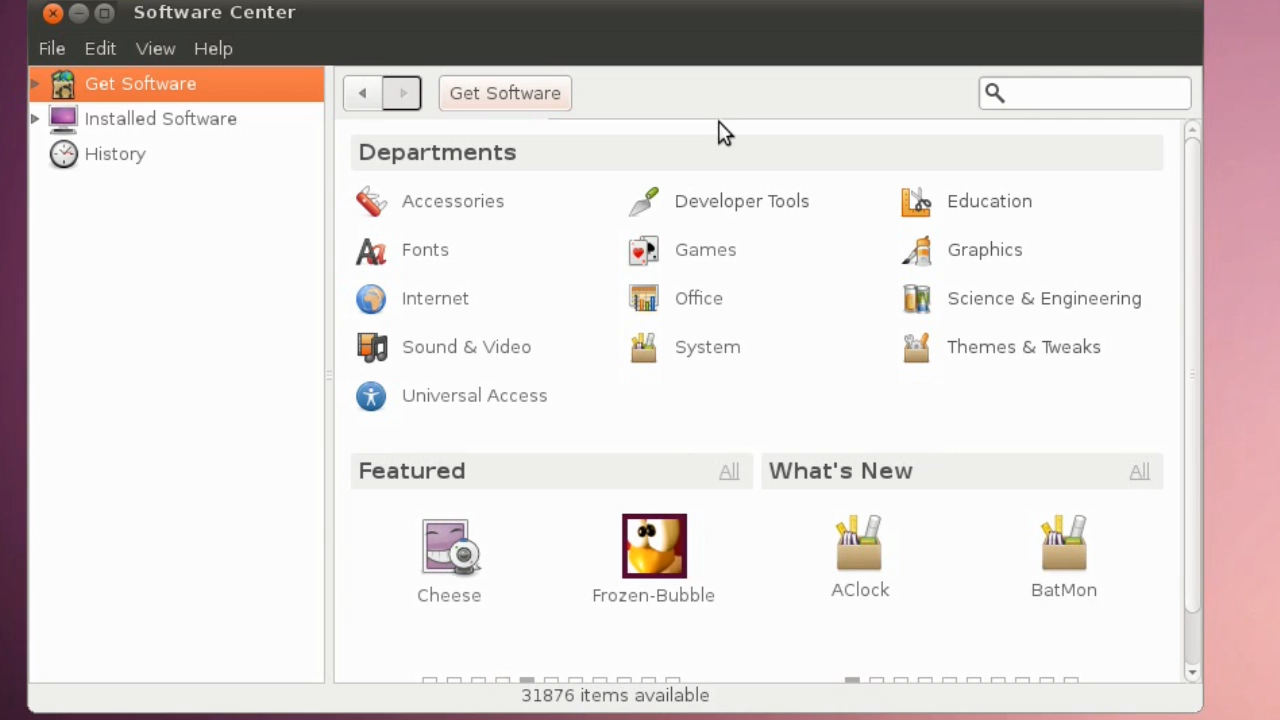 Software Center
File Edit View Help
Get Software
Installed Software
History
Get Software
Departments
Accessories Developer Tools Education
Fonts Games Graphics
Internet Office Science & Engineering
Sound & Video System Themes & Tweaks
Universal Access
Featured All What's New All
Cheese Frozen-Bubble AClock BatMon
31876 items available